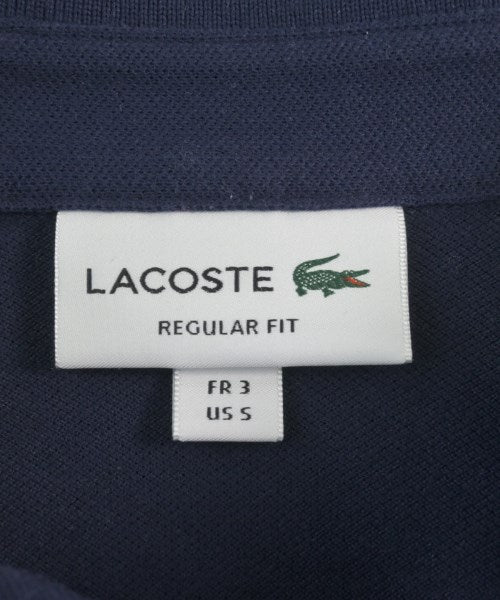 LACOSTE
REGULAR FIT
FR 3
US S